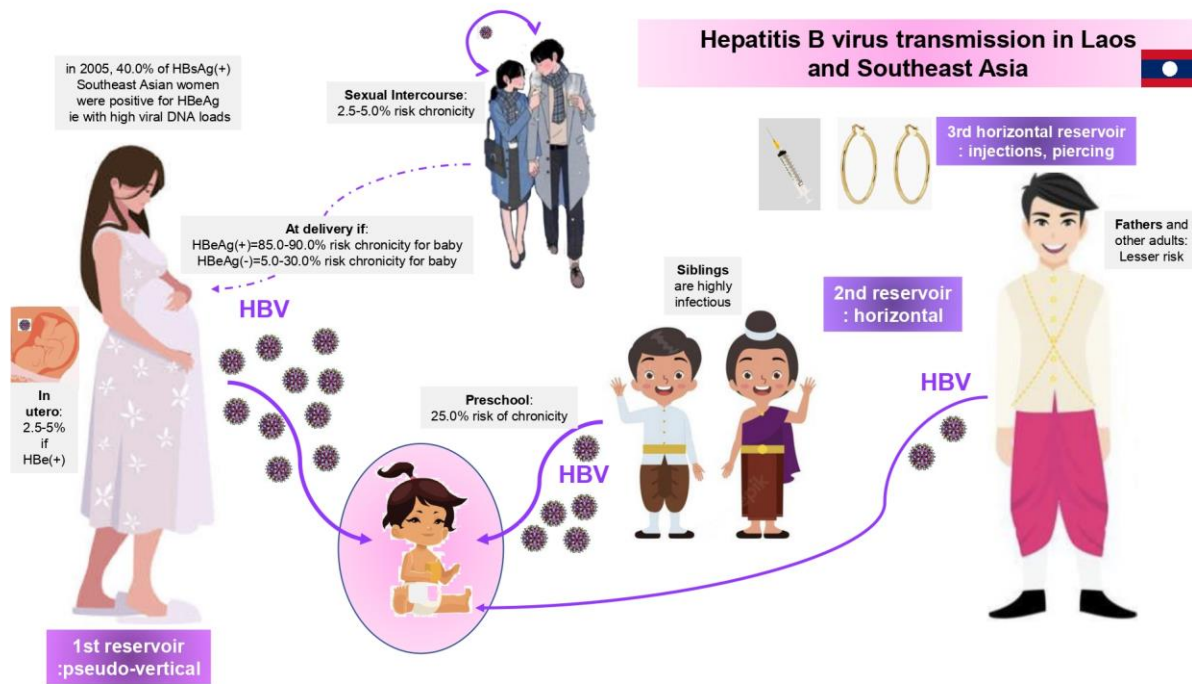 Hepatitis B virus transmission in Laos
and Southeast Asia
in 2005, 40.0% of HBsAg(+)
Southeast Asian women
were positive for HBeAg
ie with high viral DNA loads
Sexual Intercourse:
2.5-5.0% risk chronicity
3rd horizontal reservoir
: injections, piercing
At delivery if:
HBeAg(+)=85.0-90.0% risk chronicity for baby
HBeAg(-)=5.0-30.0% risk chronicity for baby
Fathers and
other adults:
Lesser risk
Siblings
are highly
infectious
2nd reservoir
: horizontal
HBV
In
utero:
2.5-5%
if
HBe(+)
Preschool:
25.0% risk of chronicity
HBV
HBV
1st reservoir
:pseudo-vertical